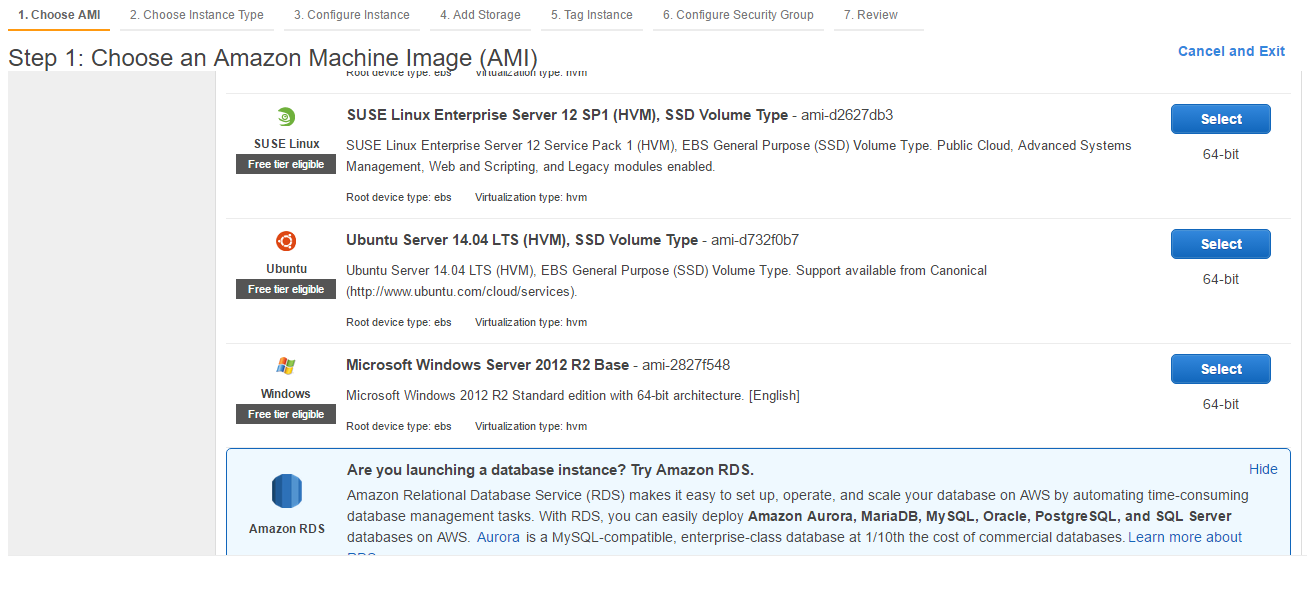 1. Choose AMI 2. Choose Instance Type 3. Configure Instance 4. Add Storage 5. Tag Instance 6. Configure Security Group 7. Review
Step 1: Choose an Amazon Machine Image (AMI)
Cancel and Exit
Root device type: ebs Virtualization type: hvm
SUSE Linux
Free tier eligible
SUSE Linux Enterprise Server 12 SP1 (HVM), SSD Volume Type - ami-d2627db3
SUSE Linux Enterprise Server 12 Service Pack 1 (HVM), EBS General Purpose (SSD) Volume Type. Public Cloud, Advanced Systems
Management, Web and Scripting, and Legacy modules enabled.
Root device type: ebs Virtualization type: hvm
Select
64-bit
Ubuntu
Free tier eligible
Ubuntu Server 14.04 LTS (HVM), SSD Volume Type - ami-d732f0b7
Ubuntu Server 14.04 LTS (HVM), EBS General Purpose (SSD) Volume Type. Support available from Canonical
(http://www.ubuntu.com/cloud/services).
Root device type: ebs Virtualization type: hvm
Select
64-bit
Windows
Free tier eligible
Microsoft Windows Server 2012 R2 Base - ami-2827f548
Microsoft Windows 2012 R2 Standard edition with 64-bit architecture. [English]
Root device type: ebs Virtualization type: hvm
Select
64-bit
Amazon RDS
Are you launching a database instance? Try Amazon RDS.
Hide
Amazon Relational Database Service (RDS) makes it easy to set up, operate, and scale your database on AWS by automating time-consuming
database management tasks. With RDS, you can easily deploy Amazon Aurora, MariaDB, MySQL, Oracle, PostgreSQL, and SQL Server
databases on AWS. Aurora is a MySQL-compatible, enterprise-class database at 1/10th the cost of commercial databases. Learn more about